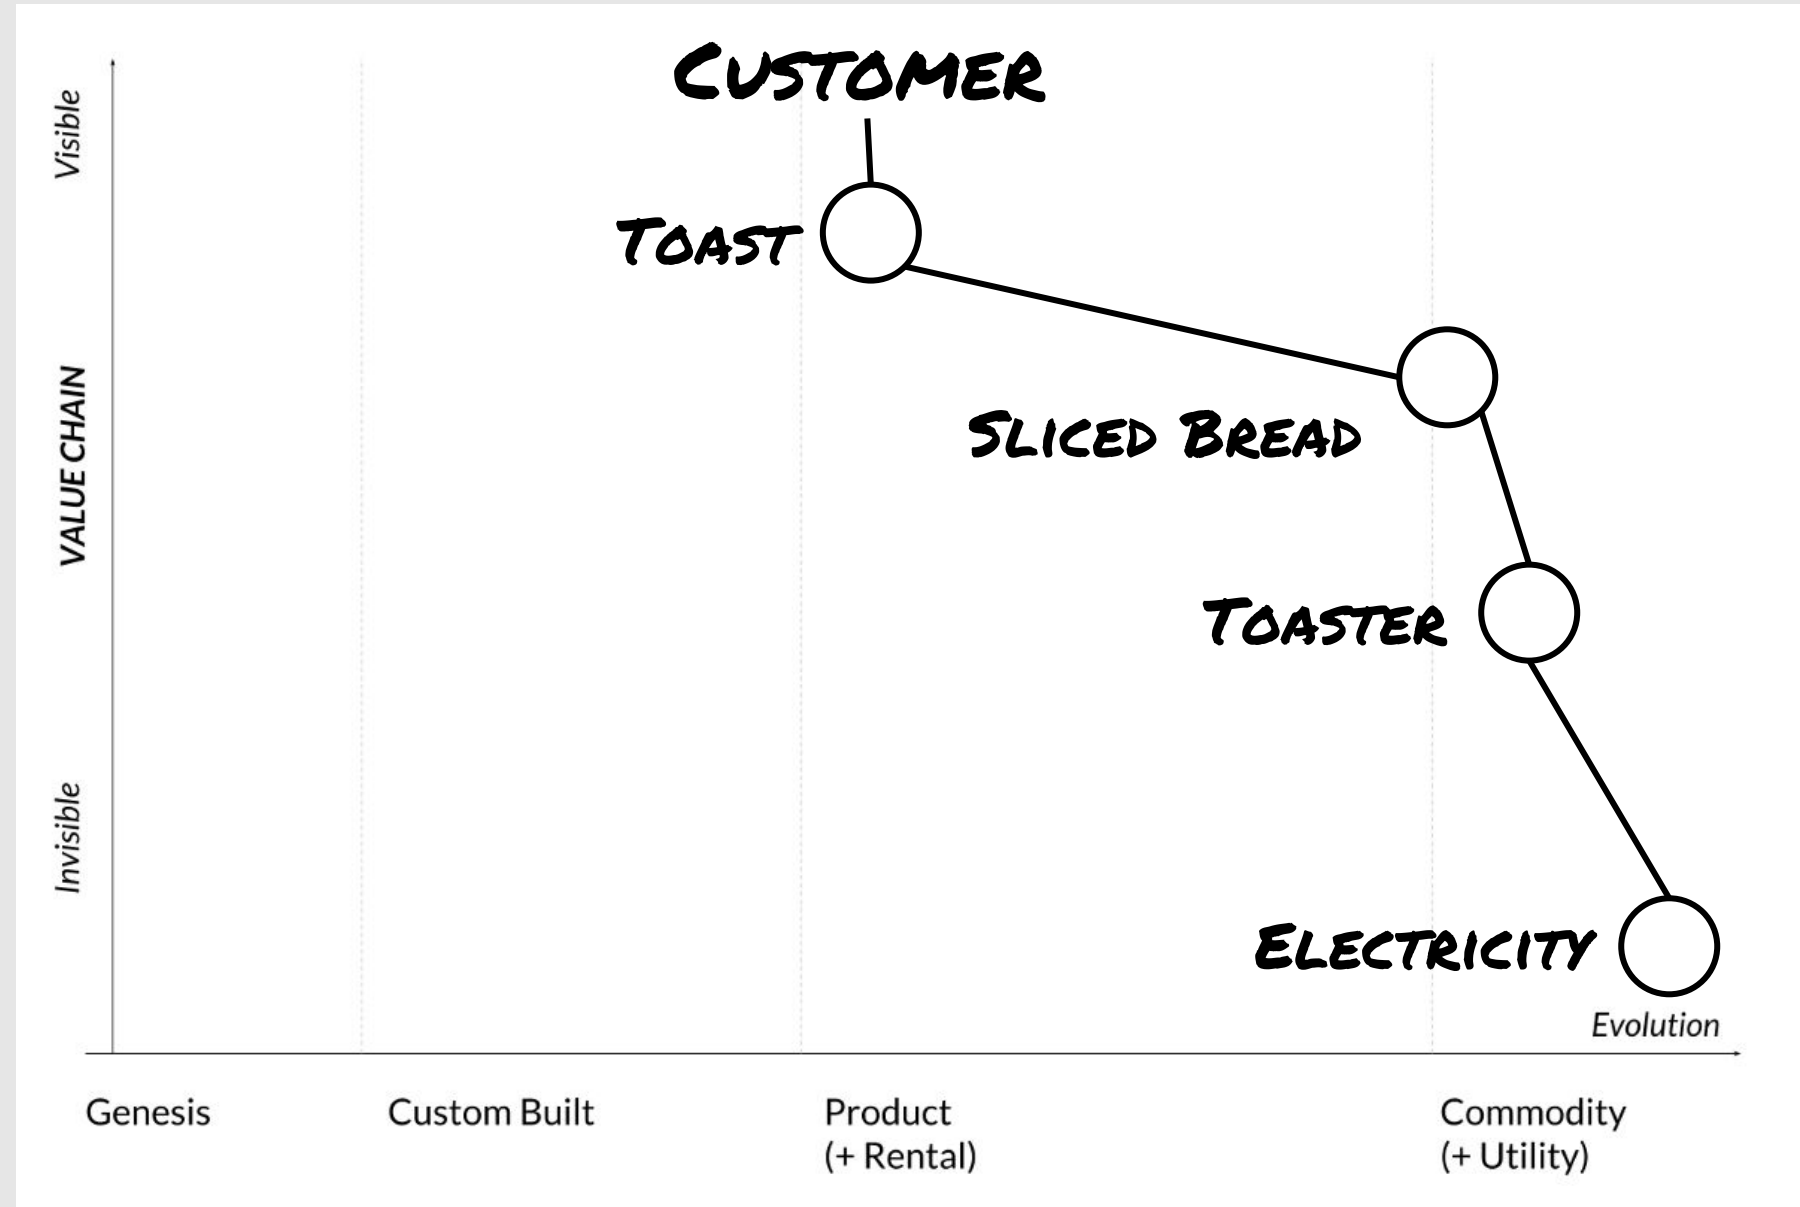 CUSTOMER
Visible
TOAST
VALUE CHAIN
SLICED BREAD
TOASTER
Invisible
ELECTRICITY
Evolution
Genesis
Custom Built
Product
(+ Rental)
Commodity
(+ Utility)